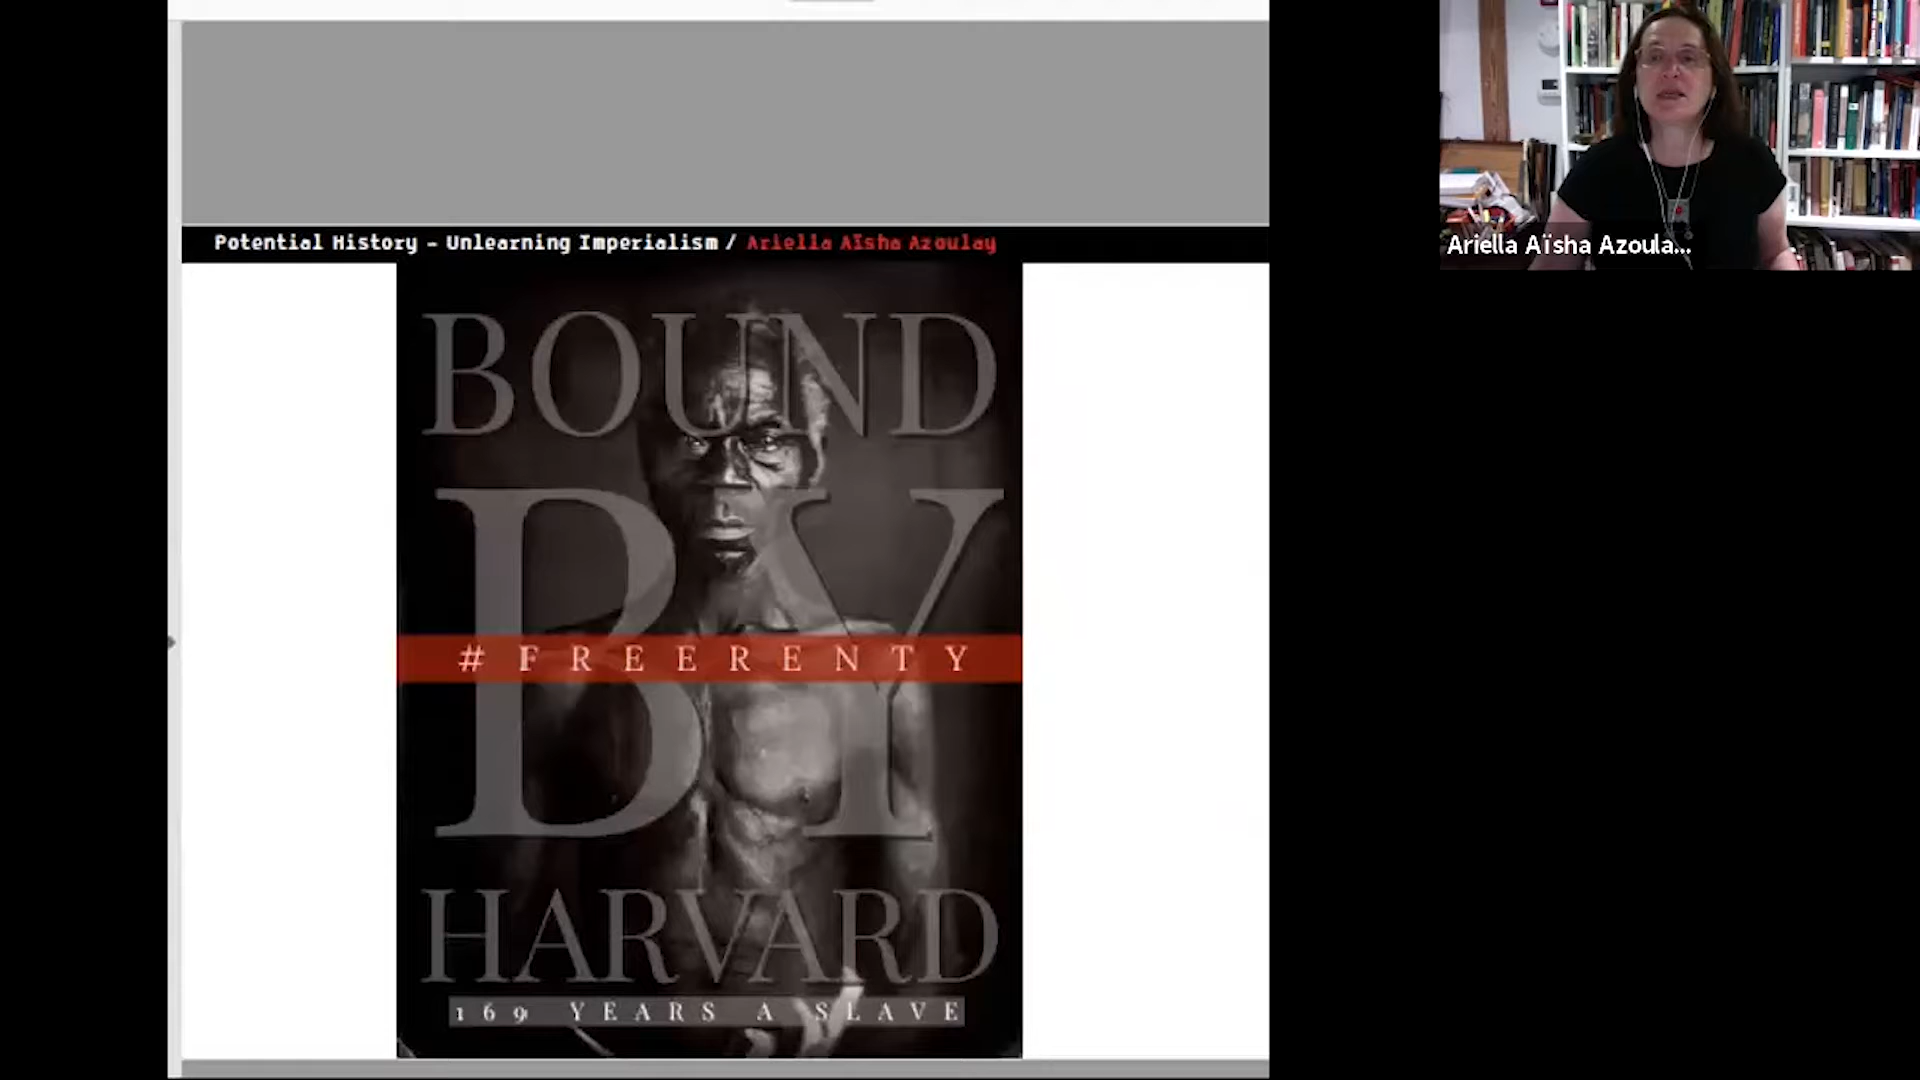 Potential History - Unlearning Imperialism / Ariella Aïsha Azoulay
BOUND
BY
#FREERENTY
HARVARD
169 YEARS A SLAVE
Ariella Aïsha Azoula...